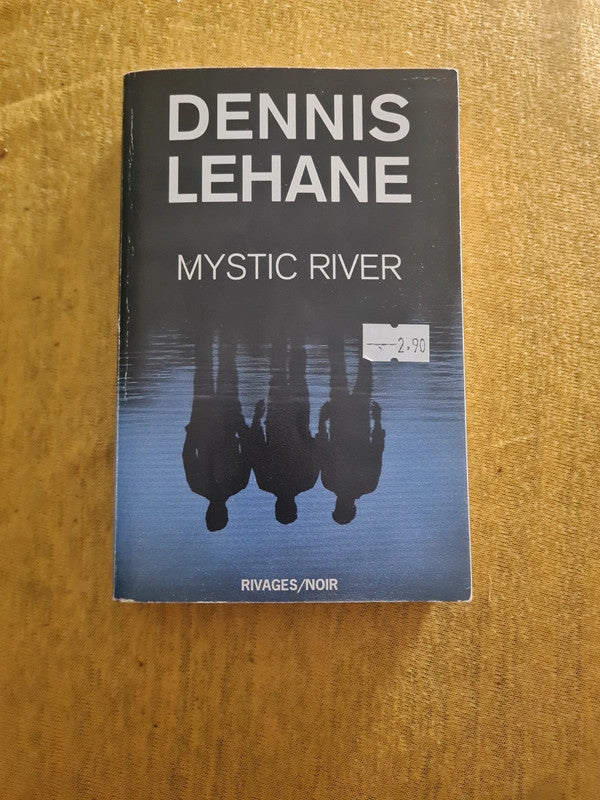 DENNIS
LEHANE
MYSTIC RIVER
2,90
RIVAGES/NOIR